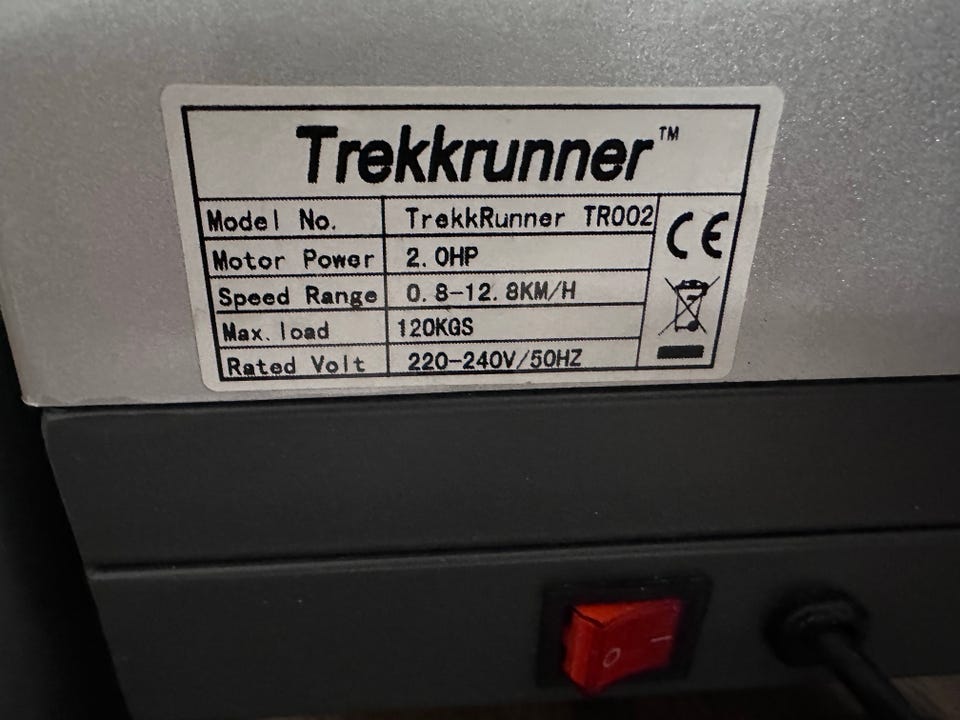 Trekkrunner™
Model No. TrekkRunner TR002
Motor Power 2.0HP
Speed Range 0.8-12.8KM/H
Max.load 120KGS
Rated Volt 220-240V/50HZ
CE
O I